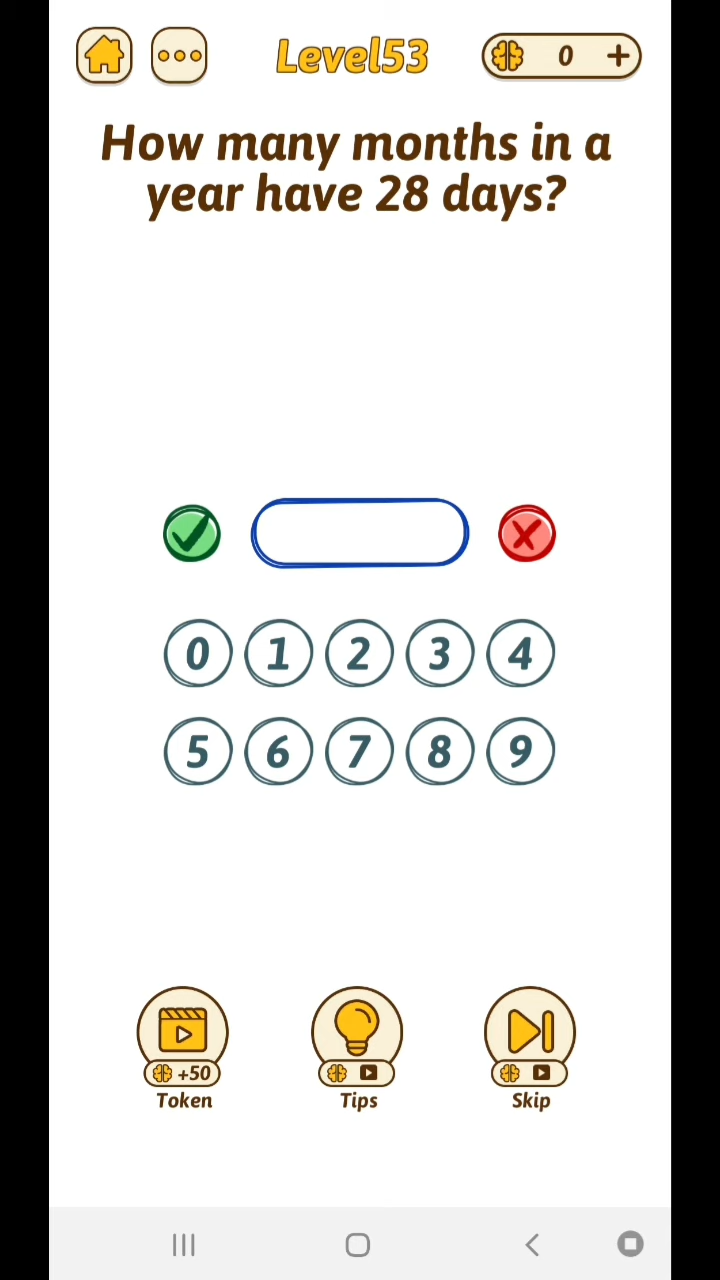 Level53
0 +
How many months in a
year have 28 days?
0 1 2 3 4
5 6 7 8 9
+50
Token
Tips
Skip